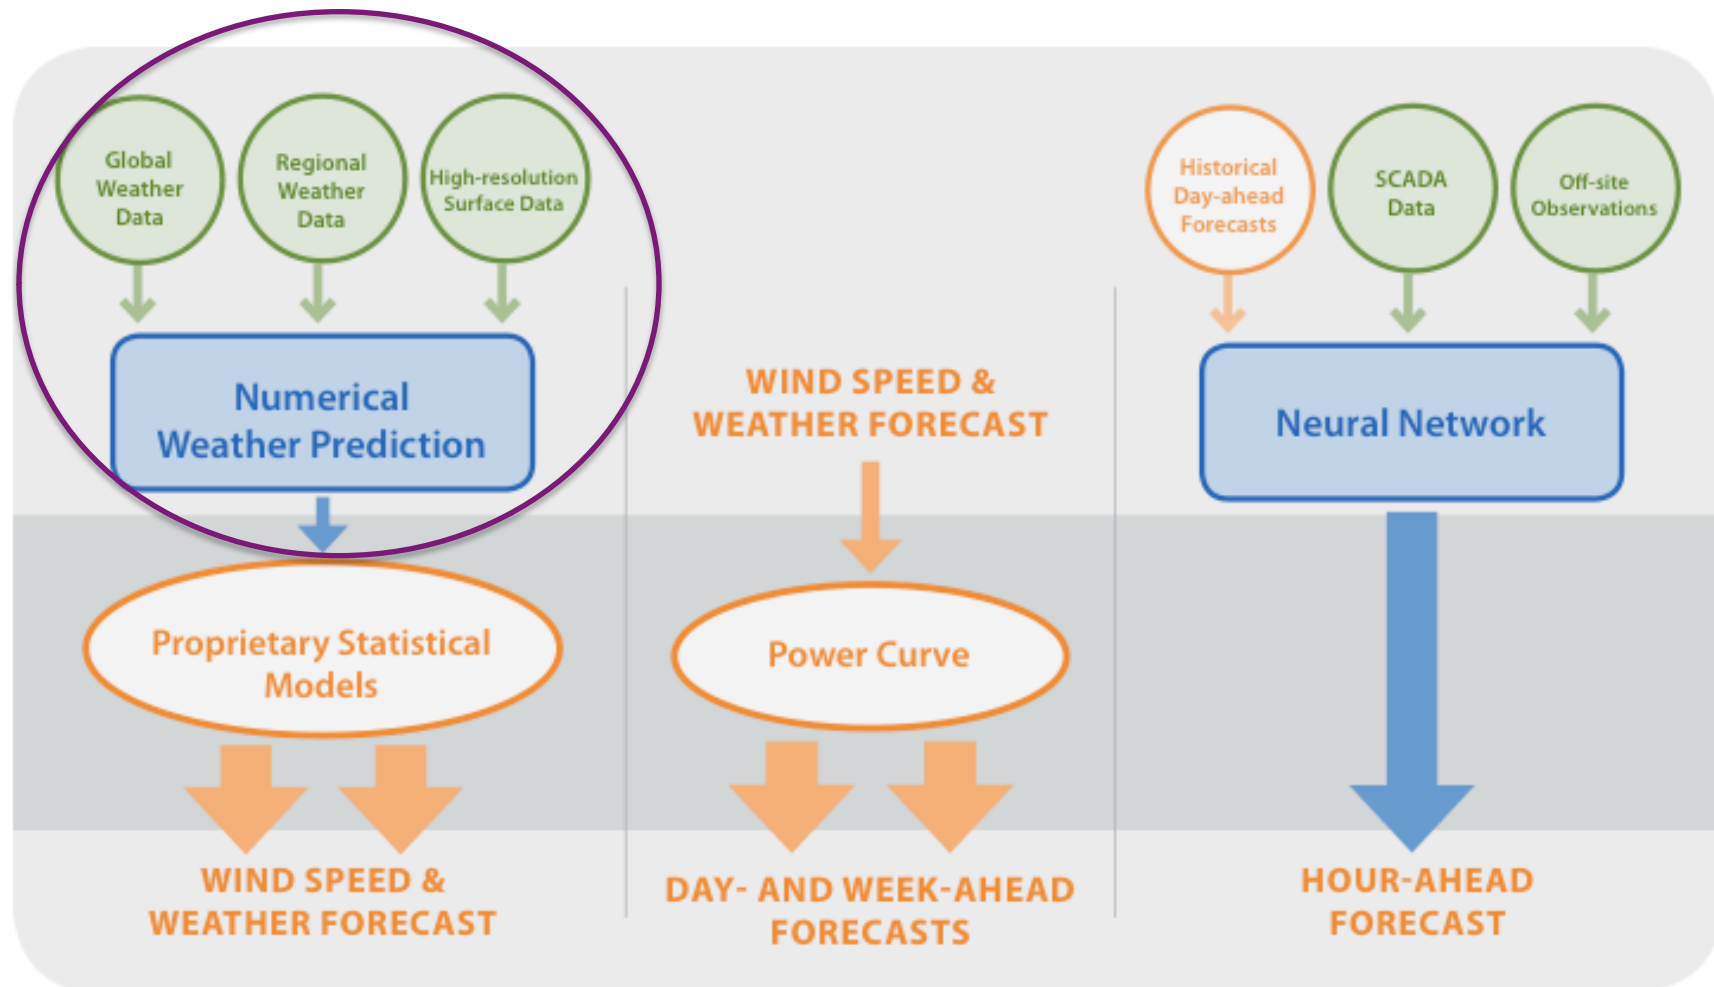 Global
Weather
Data
Regional
Weather
Data
High-resolution
Surface Data
Numerical
Weather Prediction
Proprietary Statistical
Models
WIND SPEED &
WEATHER FORECAST
WIND SPEED &
WEATHER FORECAST
Power Curve
DAY- AND WEEK-AHEAD
FORECASTS
Historical
Day-ahead
Forecasts
SCADA
Data
Off-site
Observations
Neural Network
HOUR-AHEAD
FORECAST